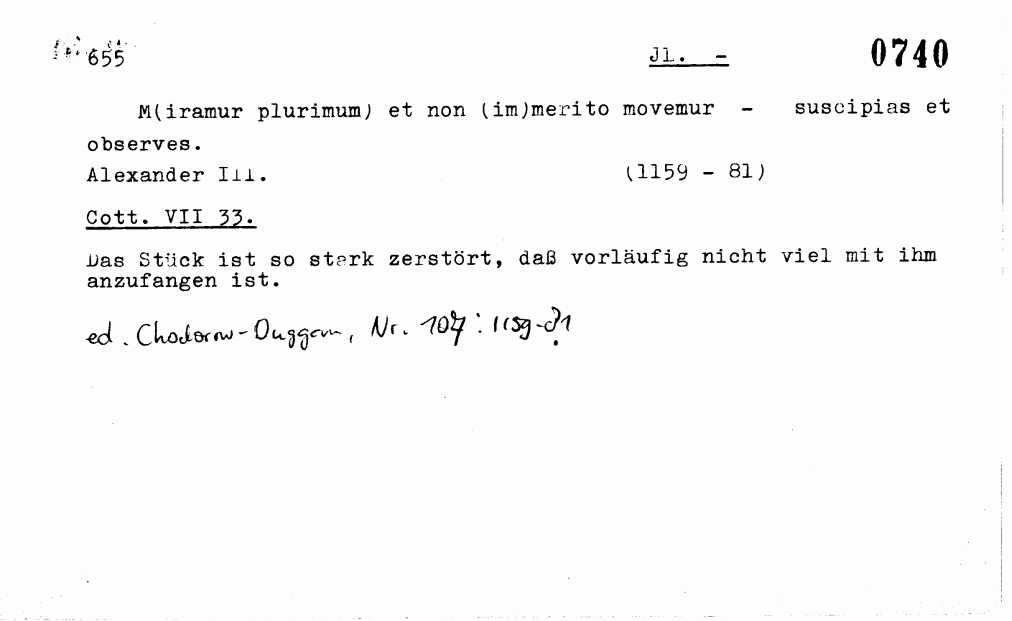 655 Jl. - 0740
M(iramur plurimum) et non (im)merito movemur - suscipias et
observes.
Alexander III. (1159 - 81)
Cott. VII 33.
Das Stück ist so stark zerstört, daß vorläufig nicht viel mit ihm
anzufangen ist.
ed. Chodorow-Duggan, Nr. 107: 1159-81